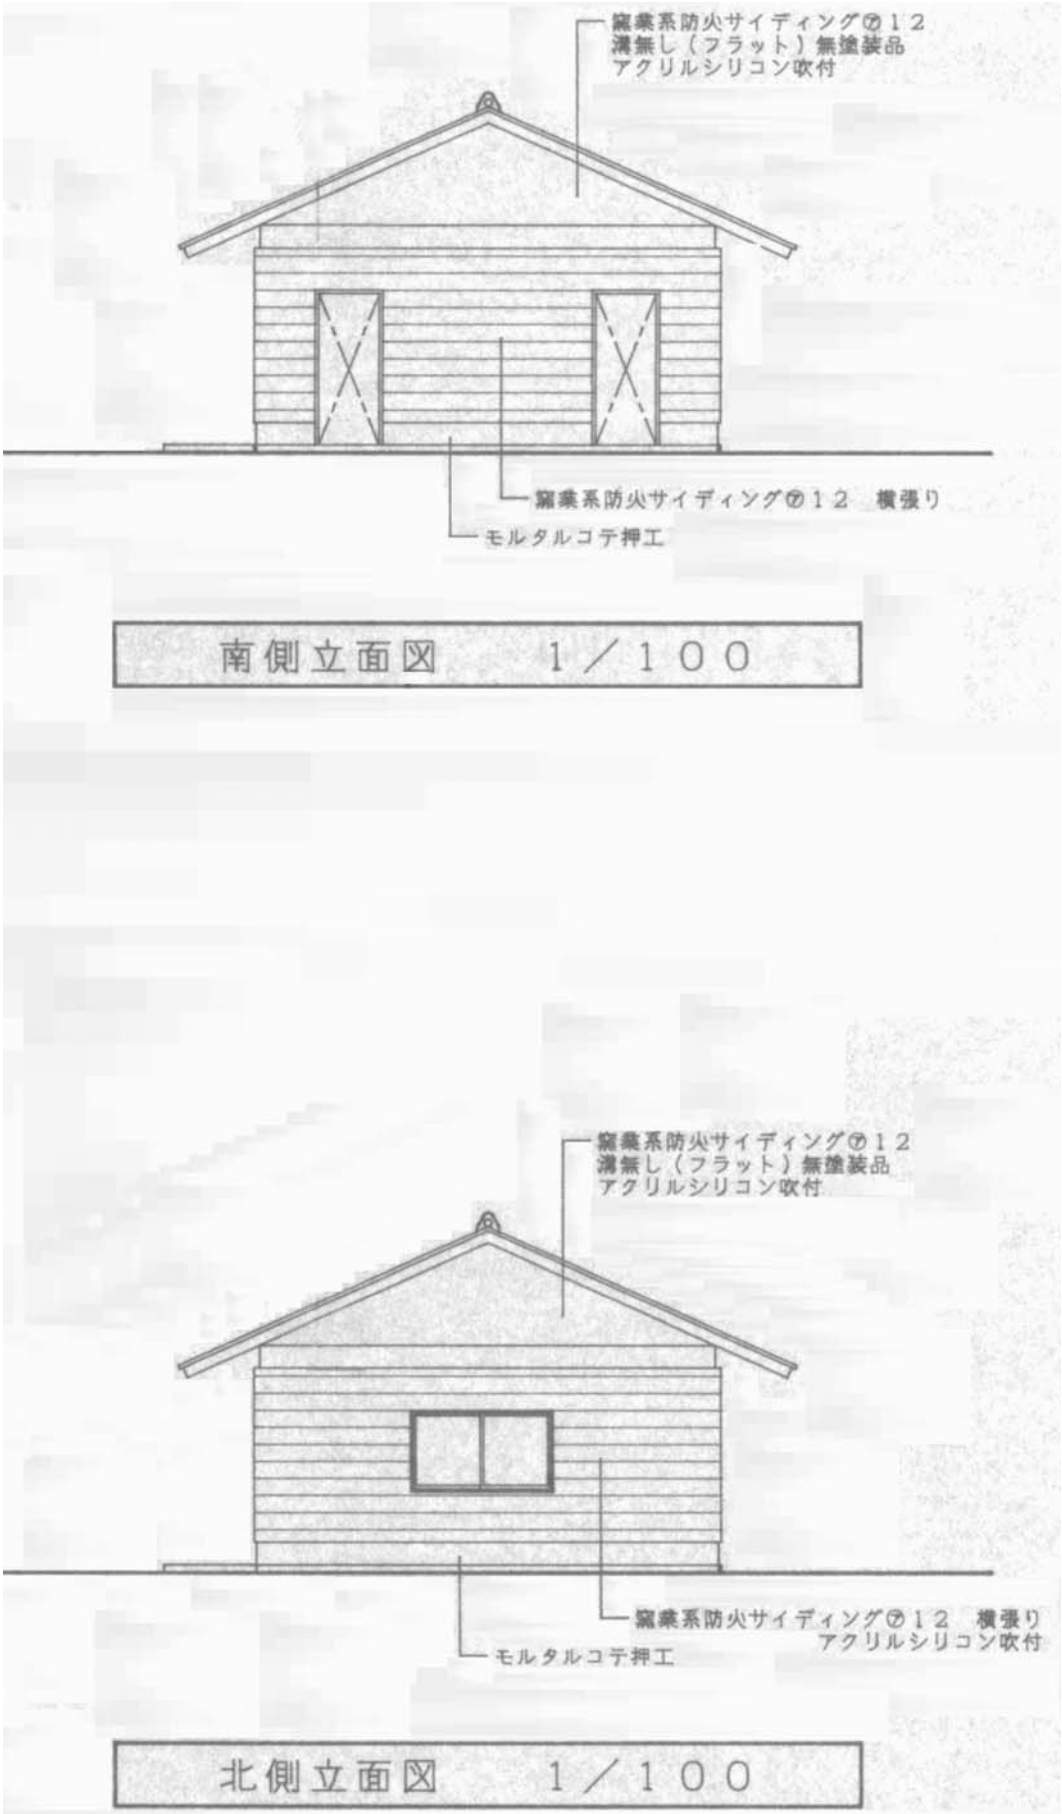 窯業系防火サイディング㋐12
溝無し（フラット）無塗装品
アクリルシリコン吹付
窯業系防火サイディング㋐12　横張り
モルタルコテ押工
南側立面図　1／100
窯業系防火サイディング㋐12
溝無し（フラット）無塗装品
アクリルシリコン吹付
窯業系防火サイディング㋐12　横張り
アクリルシリコン吹付
モルタルコテ押工
北側立面図　1／100